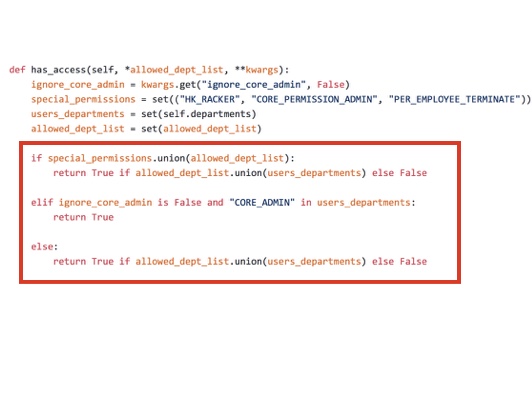 def has_access(self, *allowed_dept_list, **kwargs):
    ignore_core_admin = kwargs.get("ignore_core_admin", False)
    special_permissions = set(("HK_RACKER", "CORE_PERMISSION_ADMIN", "PER_EMPLOYEE_TERMINATE"))
    users_departments = set(self.departments)
    allowed_dept_list = set(allowed_dept_list)
    if special_permissions.union(allowed_dept_list):
        return True if allowed_dept_list.union(users_departments) else False
    elif ignore_core_admin is False and "CORE_ADMIN" in users_departments:
        return True
    else:
        return True if allowed_dept_list.union(users_departments) else False